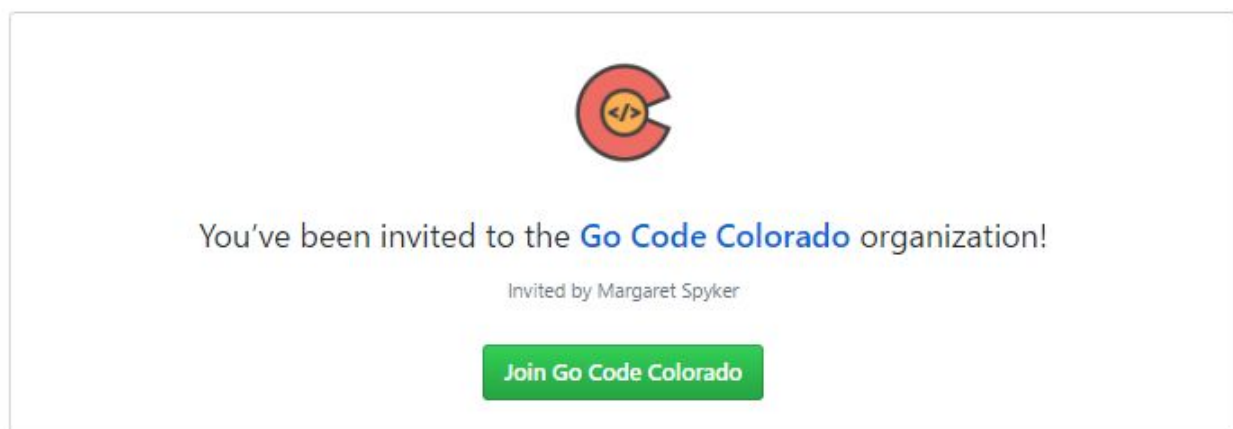 </>
You've been invited to the Go Code Colorado organization!
Invited by Margaret Spyker
Join Go Code Colorado